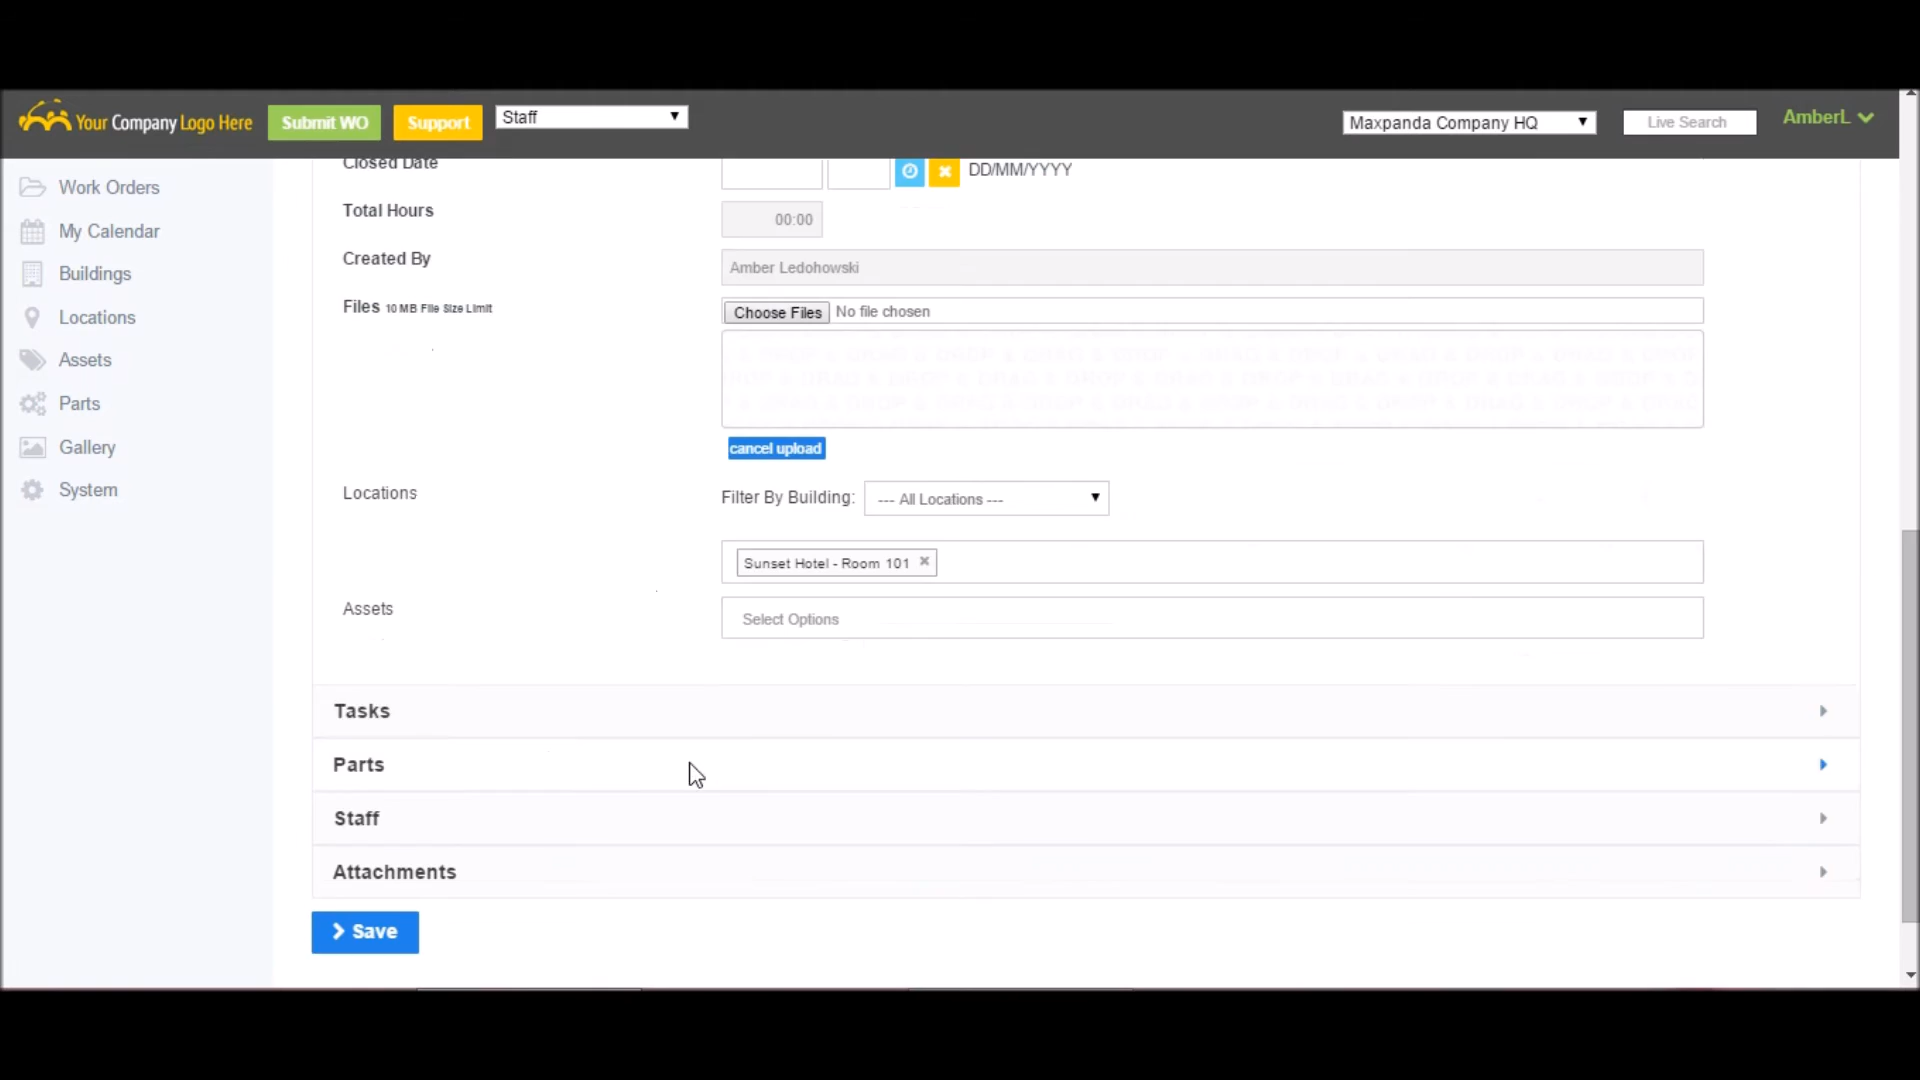 Your Company Logo Here
Submit WO
Support
Staff
Maxpanda Company HQ
Live Search
AmberL
Work Orders
My Calendar
Buildings
Locations
Assets
Parts
Gallery
System
Closed Date
DD/MM/YYYY
Total Hours
00:00
Created By
Amber Ledohowski
Files 10 MB File Size Limit
Choose Files No file chosen
cancel upload
Locations
Filter By Building:
--- All Locations ---
Sunset Hotel - Room 101
Assets
Select Options
Tasks
Parts
Staff
Attachments
Save